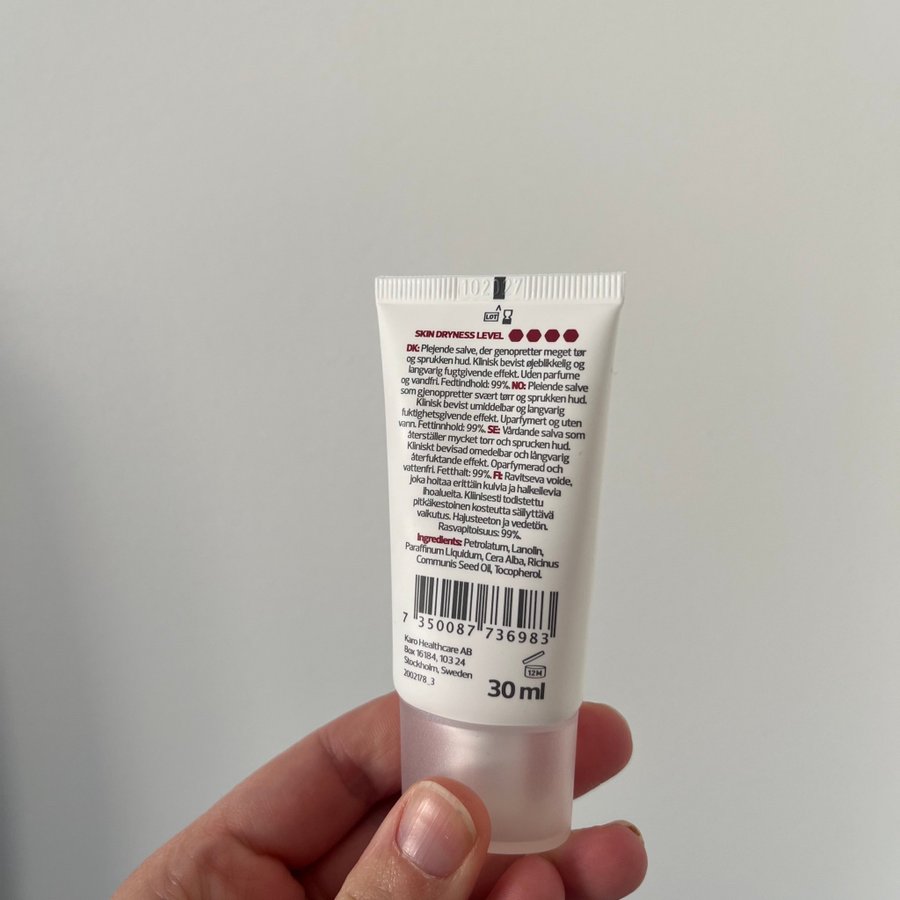 102027
LOT
SKIN DRYNESS LEVEL
DK: Plejende salve, der genopretter meget tør
og sprukken hud. Klinisk bevist øjeblikkelig og
langvarig fugtgivende effekt. Uden parfume
og vandfri. Fedtindhold: 99%. NO: Pleiende salve
som gjenoppretter svært tørr og sprukken hud.
Klinisk bevist umiddelbar og langvarig
fuktighetsgivende effekt. Uparfymert og uten
vann. Fettinnhold: 99%. SE: Vårdande salva som
återställer mycket torr och sprucken hud.
Kliniskt bevisad omedelbar och långvarig
återfuktande effekt. Oparfymerad och
vattenfri. Fetthalt: 99%. FI: Ravitseva voide,
joka hoitaa erittäin kuivia ja halkeilevia
ihoalueita. Kliinisesti todistettu
pitkäkestoinen kosteutta säilyttävä
vaikutus. Hajusteeton ja vedetön.
Rasvapitoisuus: 99%.
Ingredients: Petrolatum, Lanolin,
Paraffinum Liquidum, Cera Alba, Ricinus
Communis Seed Oil, Tocopherol.
7 350087 736983
Karo Healthcare AB
Box 16184, 103 24
Stockholm, Sweden
2002178_3
12M
30 ml